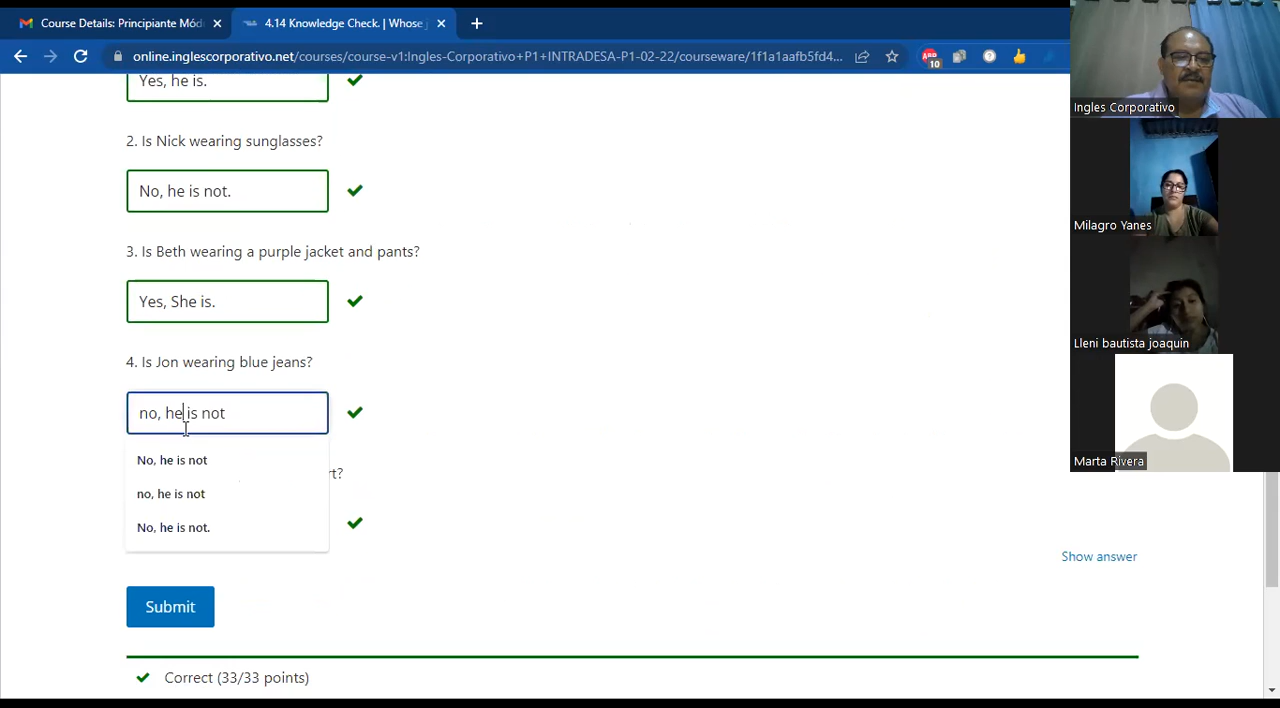 Course Details: Principiante Mód
4.14 Knowledge Check. | Whose j
online.inglescorporativo.net/courses/course-v1:Ingles-Corporativo+P1+INTRADESA-P1-02-22/courseware/1f1a1aafb5fd4...
10
Yes, he is.
2. Is Nick wearing sunglasses?
No, he is not.
3. Is Beth wearing a purple jacket and pants?
Yes, She is.
4. Is Jon wearing blue jeans?
no, he is not
No, he is not
no, he is not
No, he is not.
rt?
Show answer
Submit
Correct (33/33 points)
Ingles Corporativo
Milagro Yanes
Lleni bautista joaquin
Marta Rivera